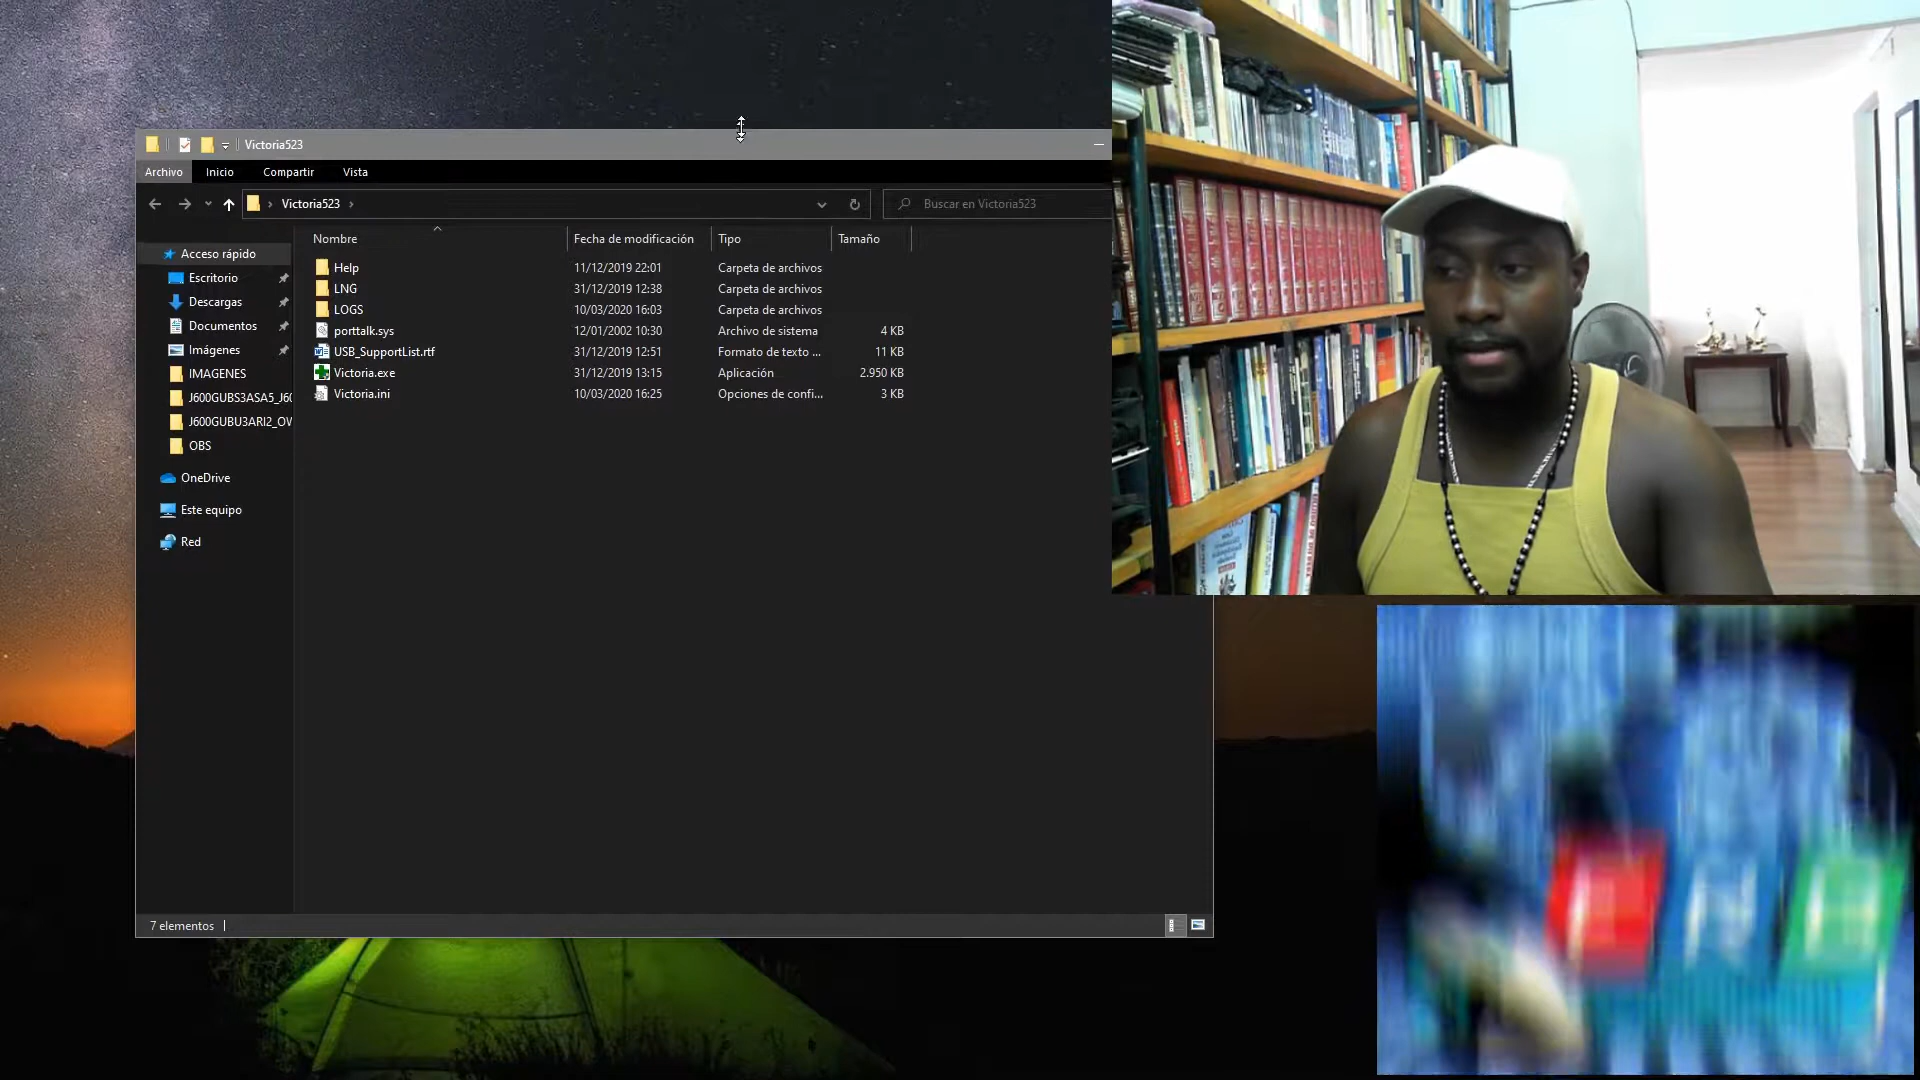 Victoria523
Archivo Inicio Compartir Vista
Victoria523
Buscar en Victoria523
Nombre Fecha de modificación Tipo Tamaño
Acceso rápido
Escritorio
Descargas
Documentos
Imágenes
IMAGENES
J600GUBS3ASA5_J60
J600GUBU3ARI2_OV
OBS
OneDrive
Este equipo
Red
Help 11/12/2019 22:01 Carpeta de archivos
LNG 31/12/2019 12:38 Carpeta de archivos
LOGS 10/03/2020 16:03 Carpeta de archivos
porttalk.sys 12/01/2002 10:30 Archivo de sistema 4 KB
USB_SupportList.rtf 31/12/2019 12:51 Formato de texto ... 11 KB
Victoria.exe 31/12/2019 13:15 Aplicación 2.950 KB
Victoria.ini 10/03/2020 16:25 Opciones de confi... 3 KB
7 elementos